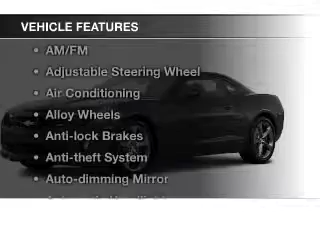 VEHICLE FEATURES
• AM/FM
• Adjustable Steering Wheel
• Air Conditioning
• Alloy Wheels
• Anti-lock Brakes
• Anti-theft System
• Auto-dimming Mirror